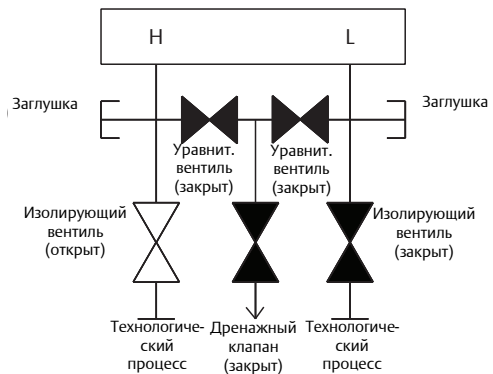 H
L
Заглушка
Заглушка
Уравнит.
вентиль
(закрыт)
Уравнит.
вентиль
(закрыт)
Изолирующий
вентиль
(открыт)
Изолирующий
вентиль
(закрыт)
Технологиче-
ский
процесс
Дренажный
клапан
(закрыт)
Технологиче-
ский
процесс